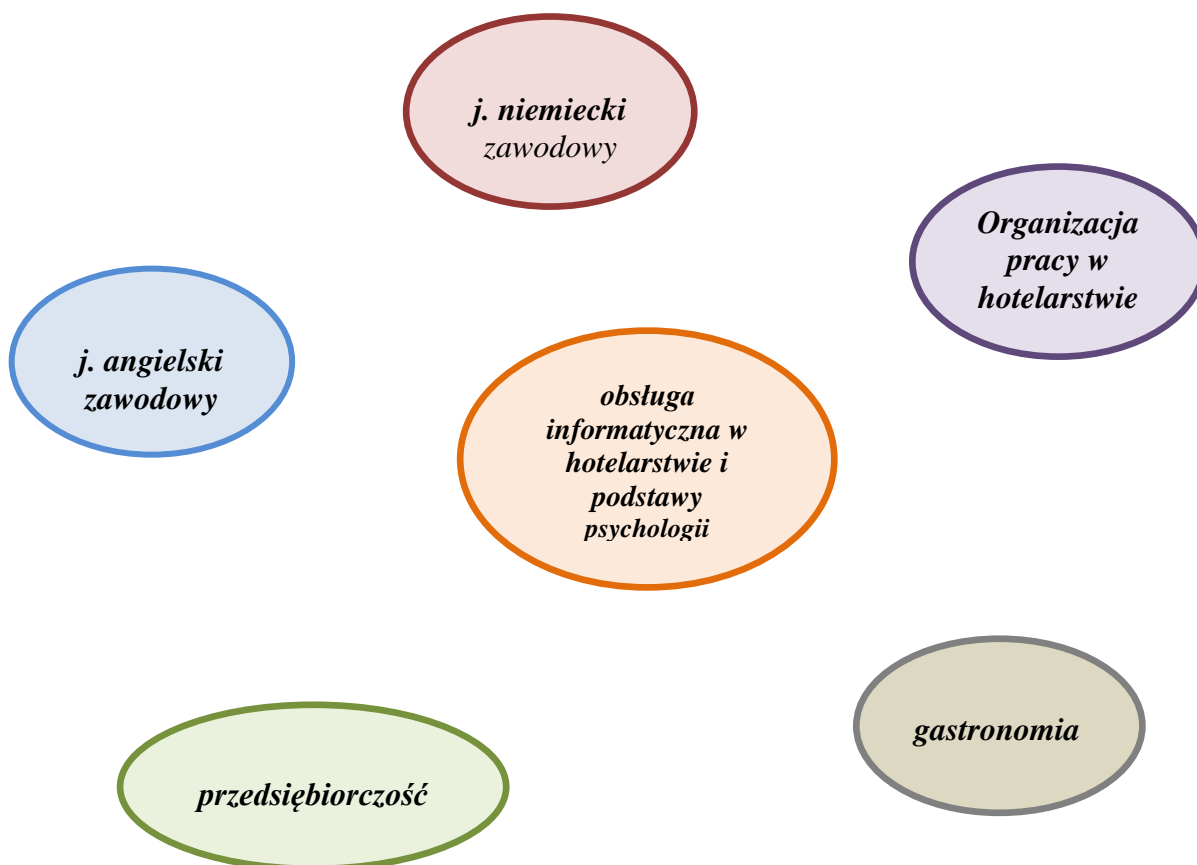 j. niemiecki
zawodowy
Organizacja
pracy w
hotelarstwie
j. angielski
zawodowy
obsługa
informatyczna w
hotelarstwie i
podstawy
psychologii
gastronomia
przedsiębiorczość